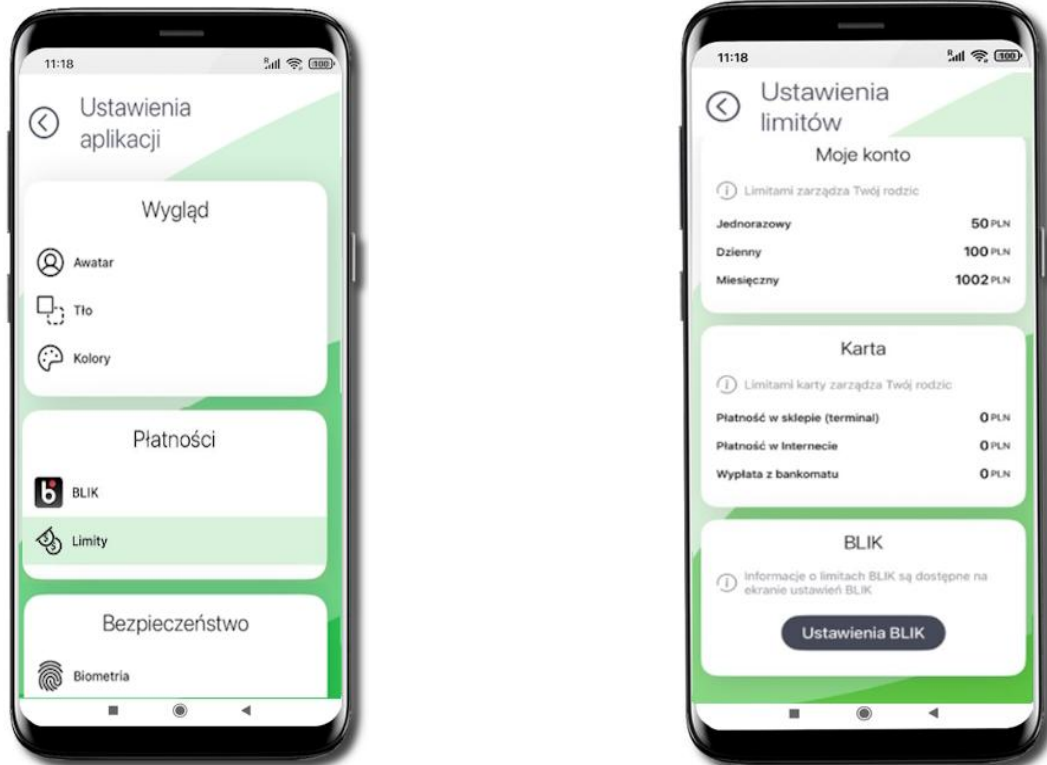 11:18
R
100
Ustawienia
aplikacji
Wygląd
Awatar
Tło
Kolory
Płatności
BLIK
Limity
Bezpieczeństwo
Biometria
11:18
R
100
Ustawienia
limitów
Moje konto
Limitami zarządza Twój rodzic
Jednorazowy 50 PLN
Dzienny 100 PLN
Miesięczny 1002 PLN
Karta
Limitami karty zarządza Twój rodzic
Płatność w sklepie (terminal) 0 PLN
Płatność w Internecie 0 PLN
Wypłata z bankomatu 0 PLN
BLIK
Informacje o limitach BLIK są dostępne na
ekranie ustawień BLIK
Ustawienia BLIK